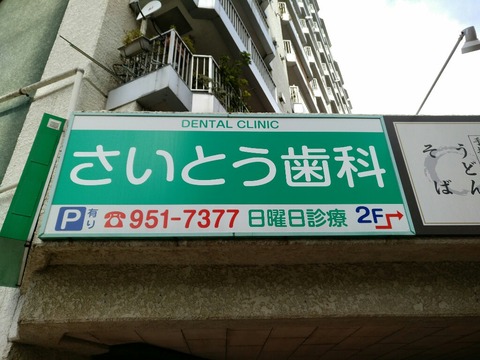 DENTAL CLINIC
さいとう歯科
P 有り ☎951-7377 日曜日診療 2F
うどん
そば